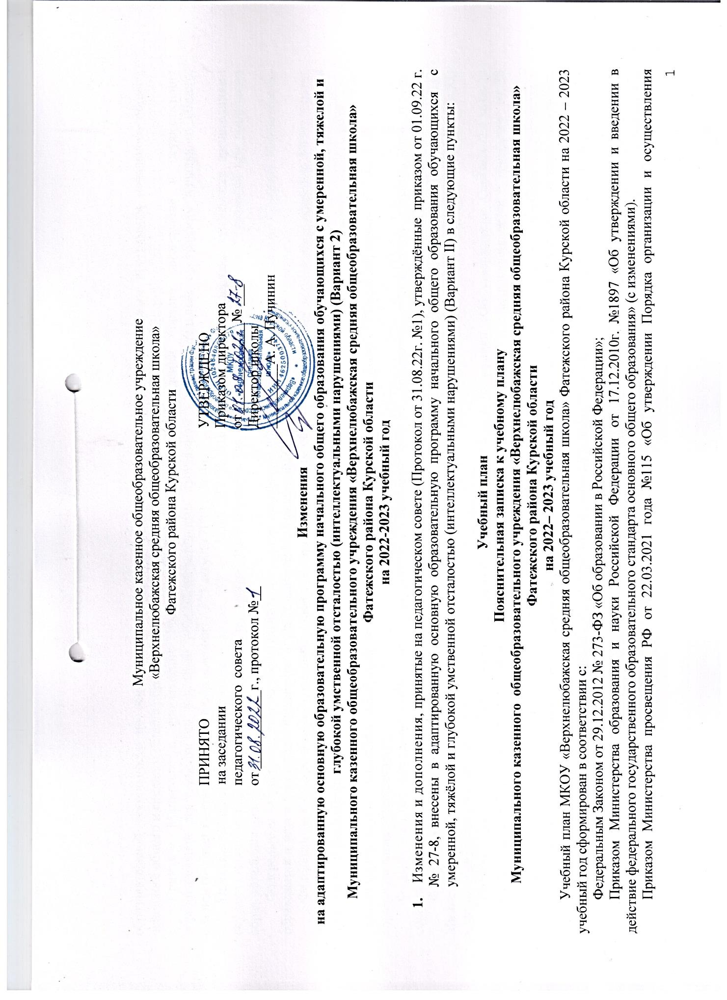 Муниципальное казенное общеобразовательное учреждение
«Верхнелюбажская средняя общеобразовательная школа»
Фатежского района Курской области
ПРИНЯТО
на заседании
педагогического совета
от 31.08.2022 г., протокол № 1
УТВЕРЖДЕНО
Приказом директора
от № 27-8
Директор школы
А. А. Пучинин
МКОУ
ИНН
Изменения
на адаптированную основную образовательную программу начального общего образования обучающихся с умеренной, тяжелой и
глубокой умственной отсталостью (интеллектуальными нарушениями) (Вариант 2)
Муниципального казенного общеобразовательного учреждения «Верхнелюбажская средняя общеобразовательная школа»
Фатежского района Курской области
на 2022-2023 учебный год
1. Изменения и дополнения, принятые на педагогическом совете (Протокол от 31.08.22г. №1), утверждённые приказом от 01.09.22 г.
№ 27-8, внесены в адаптированную основную образовательную программу начального общего образования обучающихся с
умеренной, тяжёлой и глубокой умственной отсталостью (интеллектуальными нарушениями) (Вариант II) в следующие пункты:
Учебный план
Пояснительная записка к учебному плану
Муниципального казенного общеобразовательного учреждения «Верхнелюбажская средняя общеобразовательная школа»
Фатежского района Курской области
на 2022– 2023 учебный год
Учебный план МКОУ «Верхнелюбажская средняя общеобразовательная школа» Фатежского района Курской области на 2022 – 2023
учебный год сформирован в соответствии с:
Федеральным Законом от 29.12.2012 № 273-ФЗ «Об образовании в Российской Федерации»;
Приказом Министерства образования и науки Российской Федерации от 17.12.2010г. №1897 «Об утверждении и введении в
действие федерального государственного образовательного стандарта основного общего образования» (с изменениями).
Приказом Министерства просвещения РФ от 22.03.2021 года №115 «Об утверждении Порядка организации и осуществления
1